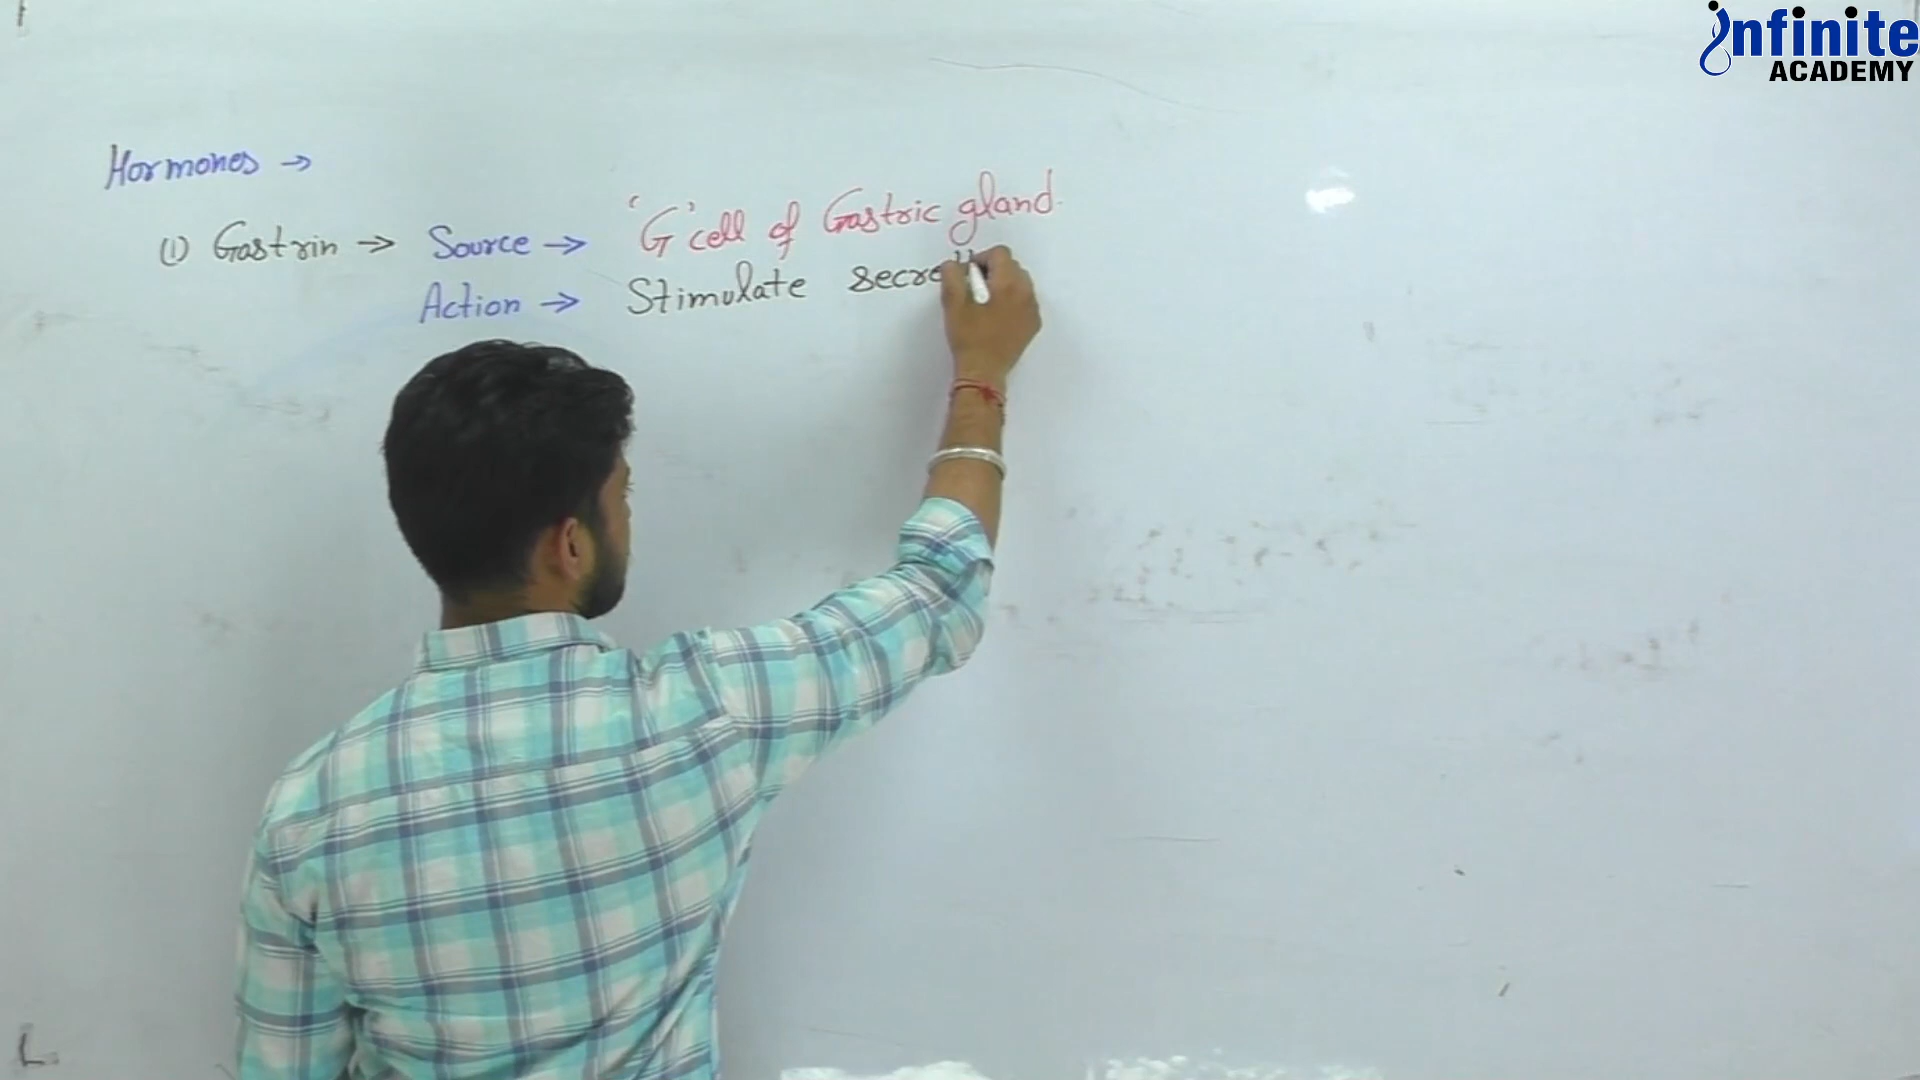 infinite
ACADEMY
Hormones →
(1) Gastrin → Source → 'G' cell of Gastric gland.
Action → Stimulate